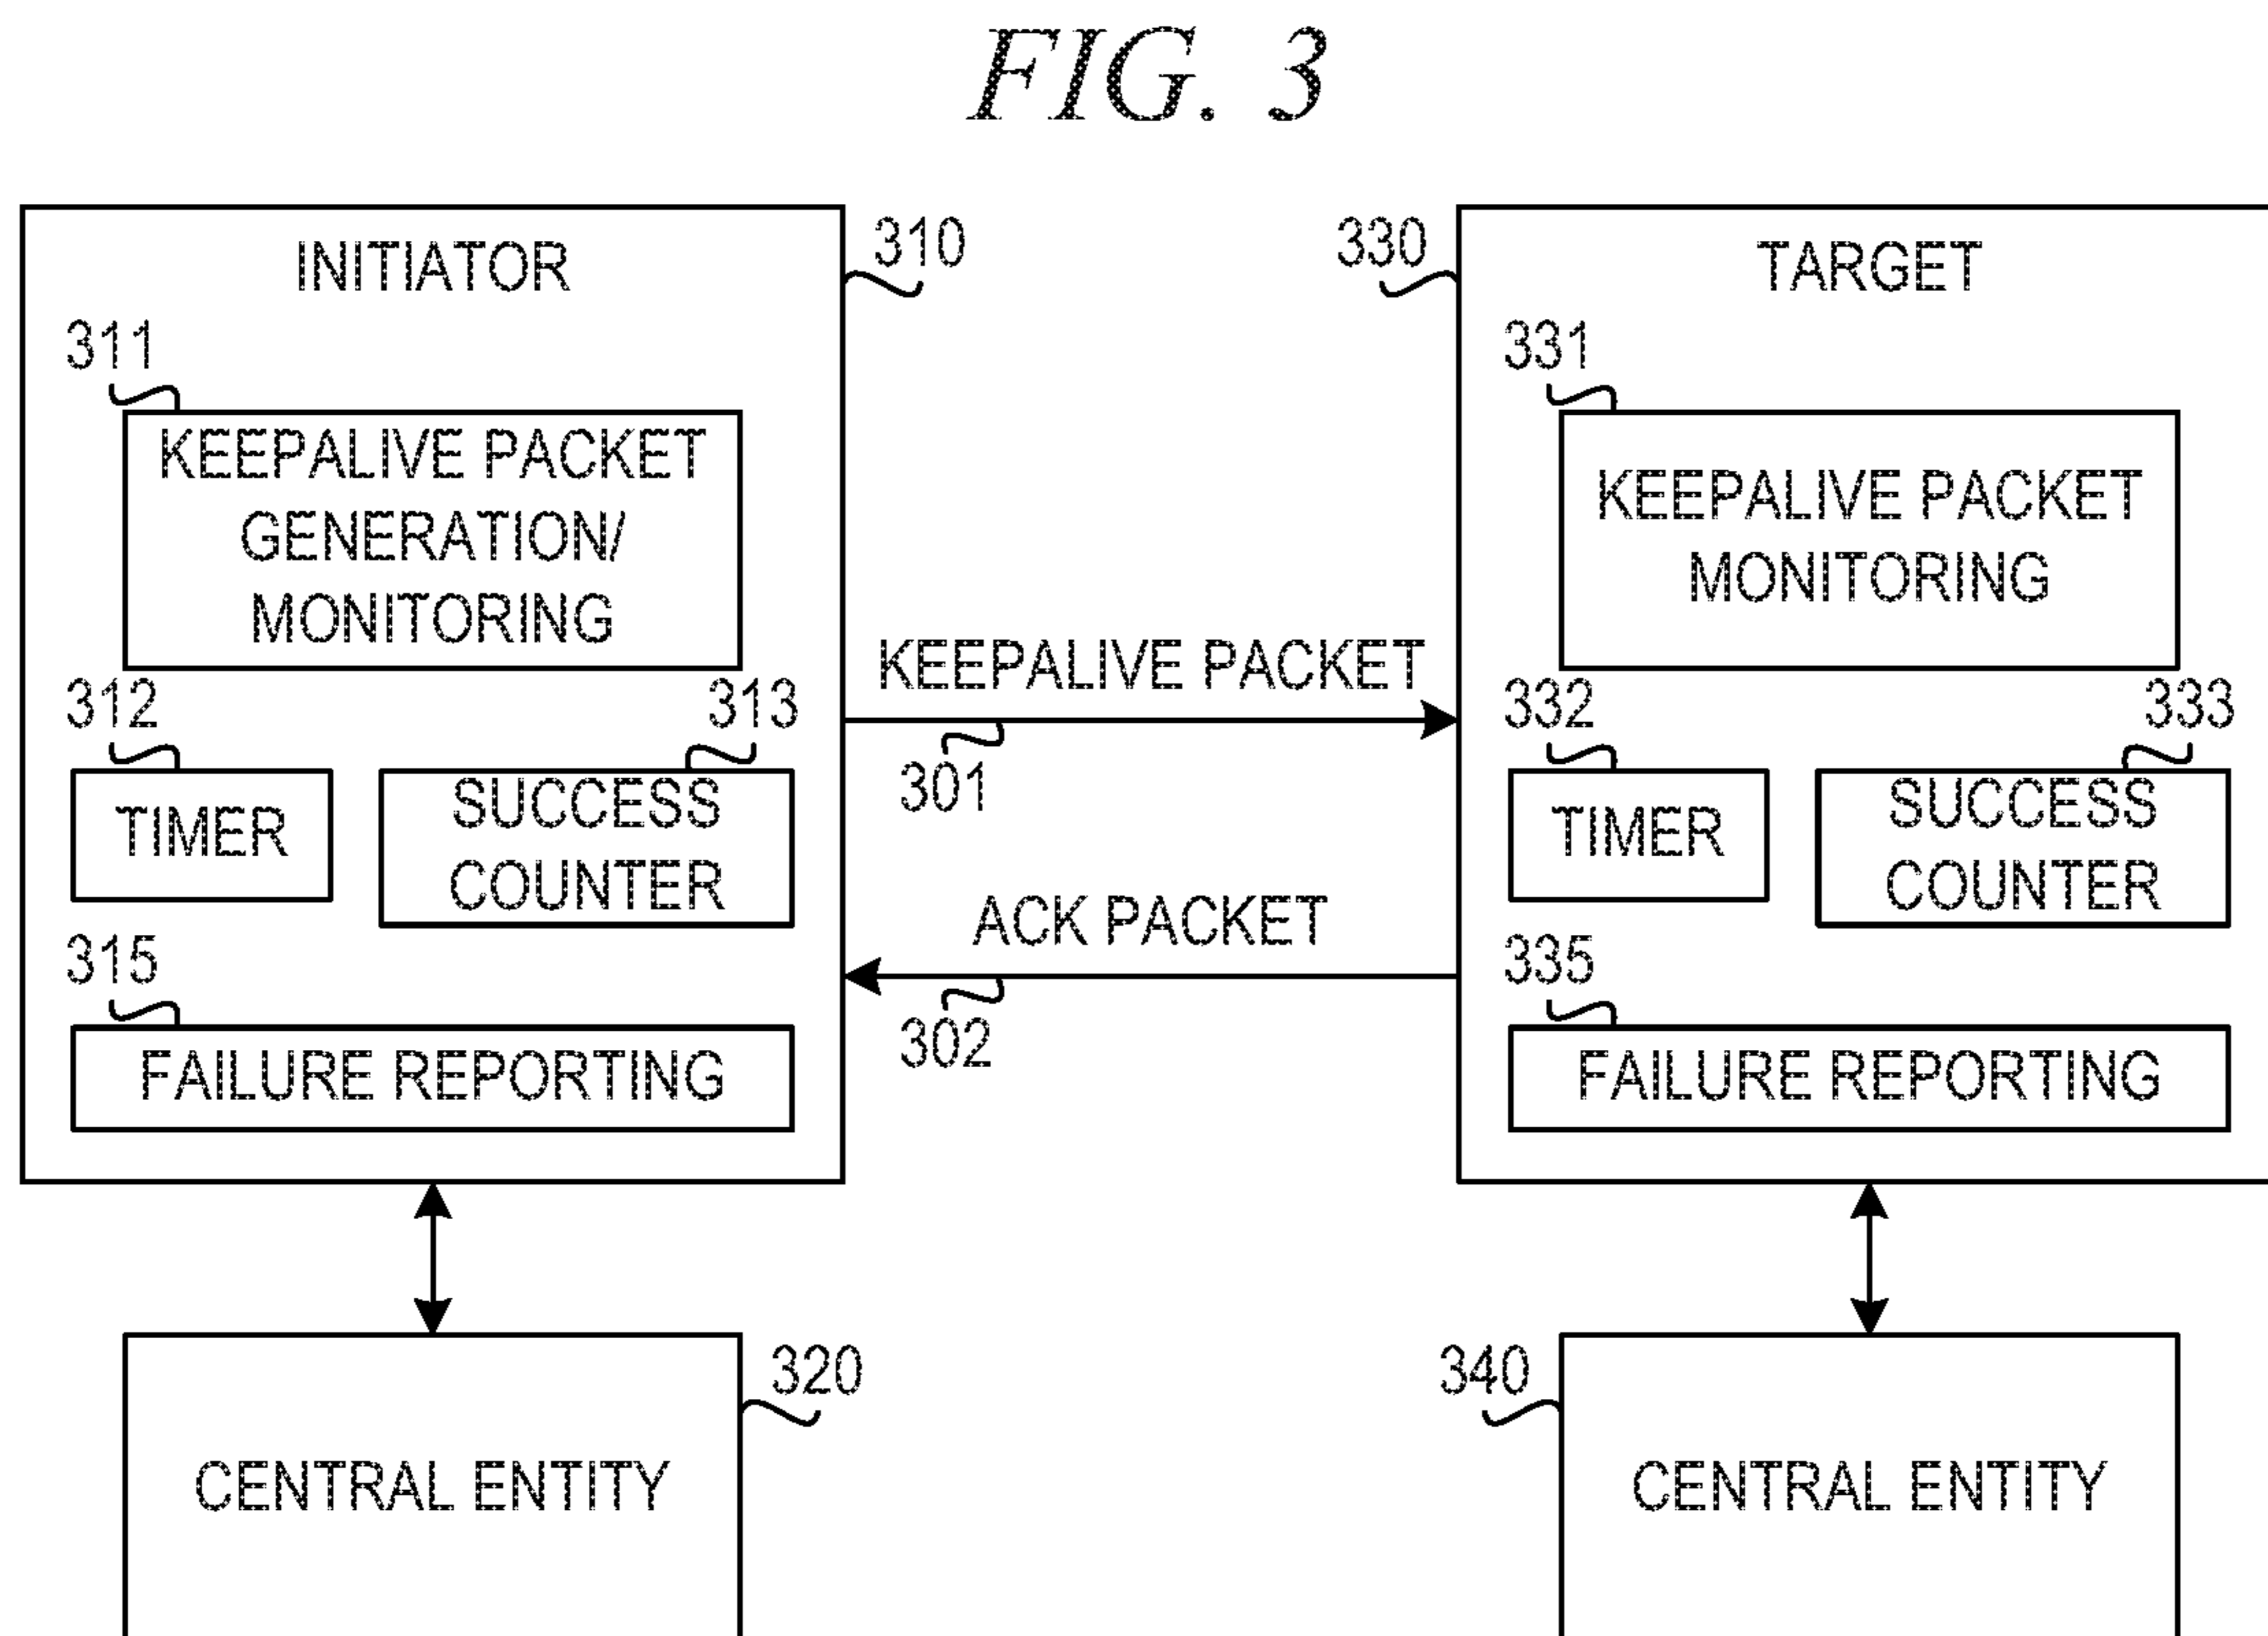 FIG. 3
INITIATOR
310
311
KEEPALIVE PACKET
GENERATION/
MONITORING
312
TIMER
313
SUCCESS
COUNTER
315
FAILURE REPORTING
KEEPALIVE PACKET
301
ACK PACKET
302
330
TARGET
331
KEEPALIVE PACKET
MONITORING
332
TIMER
333
SUCCESS
COUNTER
335
FAILURE REPORTING
320
CENTRAL ENTITY
340
CENTRAL ENTITY